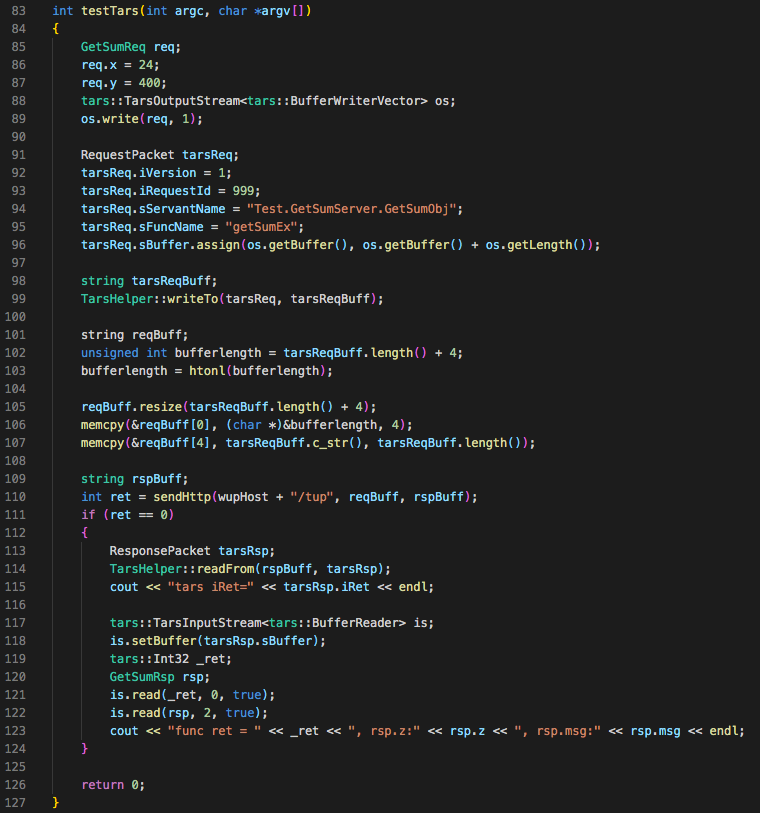 83 int testTars(int argc, char *argv[])
84 {
85     GetSumReq req;
86     req.x = 24;
87     req.y = 400;
88     tars::TarsOutputStream<tars::BufferWriterVector> os;
89     os.write(req, 1);
90
91     RequestPacket tarsReq;
92     tarsReq.iVersion = 1;
93     tarsReq.iRequestId = 999;
94     tarsReq.sServantName = "Test.GetSumServer.GetSumObj";
95     tarsReq.sFuncName = "getSumEx";
96     tarsReq.sBuffer.assign(os.getBuffer(), os.getBuffer() + os.getLength());
97
98     string tarsReqBuff;
99     TarsHelper::writeTo(tarsReq, tarsReqBuff);
100
101     string reqBuff;
102     unsigned int bufferlength = tarsReqBuff.length() + 4;
103     bufferlength = htonl(bufferlength);
104
105     reqBuff.resize(tarsReqBuff.length() + 4);
106     memcpy(&reqBuff[0], (char *)&bufferlength, 4);
107     memcpy(&reqBuff[4], tarsReqBuff.c_str(), tarsReqBuff.length());
108
109     string rspBuff;
110     int ret = sendHttp(wupHost + "/tup", reqBuff, rspBuff);
111     if (ret == 0)
112     {
113         ResponsePacket tarsRsp;
114         TarsHelper::readFrom(rspBuff, tarsRsp);
115         cout << "tars iRet=" << tarsRsp.iRet << endl;
116
117         tars::TarsInputStream<tars::BufferReader> is;
118         is.setBuffer(tarsRsp.sBuffer);
119         tars::Int32 _ret;
120         GetSumRsp rsp;
121         is.read(_ret, 0, true);
122         is.read(rsp, 2, true);
123         cout << "func ret = " << _ret << ", rsp.z:" << rsp.z << ", rsp.msg:" << rsp.msg << endl;
124     }
125
126     return 0;
127 }